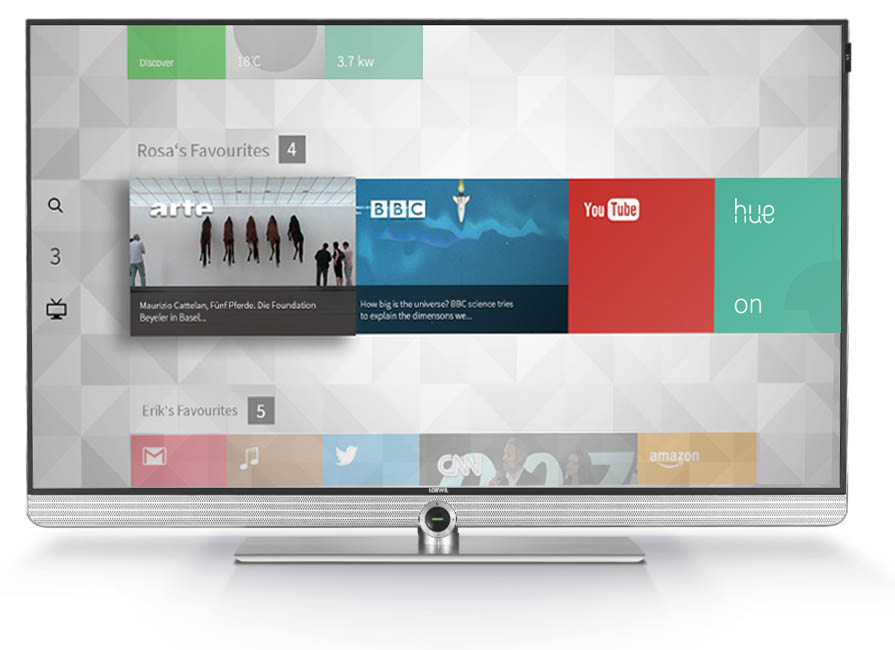 Discover
18°C
3.7 kw
Rosa's Favourites 4
arte
BBC
You Tube
hue
3
Maurizio Cattelan, Fünf Pferde. Die Foundation
Beyeler in Basel...
How big is the universe? BBC science tries
to explain the dimensons we...
on
Erik's Favourites 5
CNN
amazon
LOEWE.